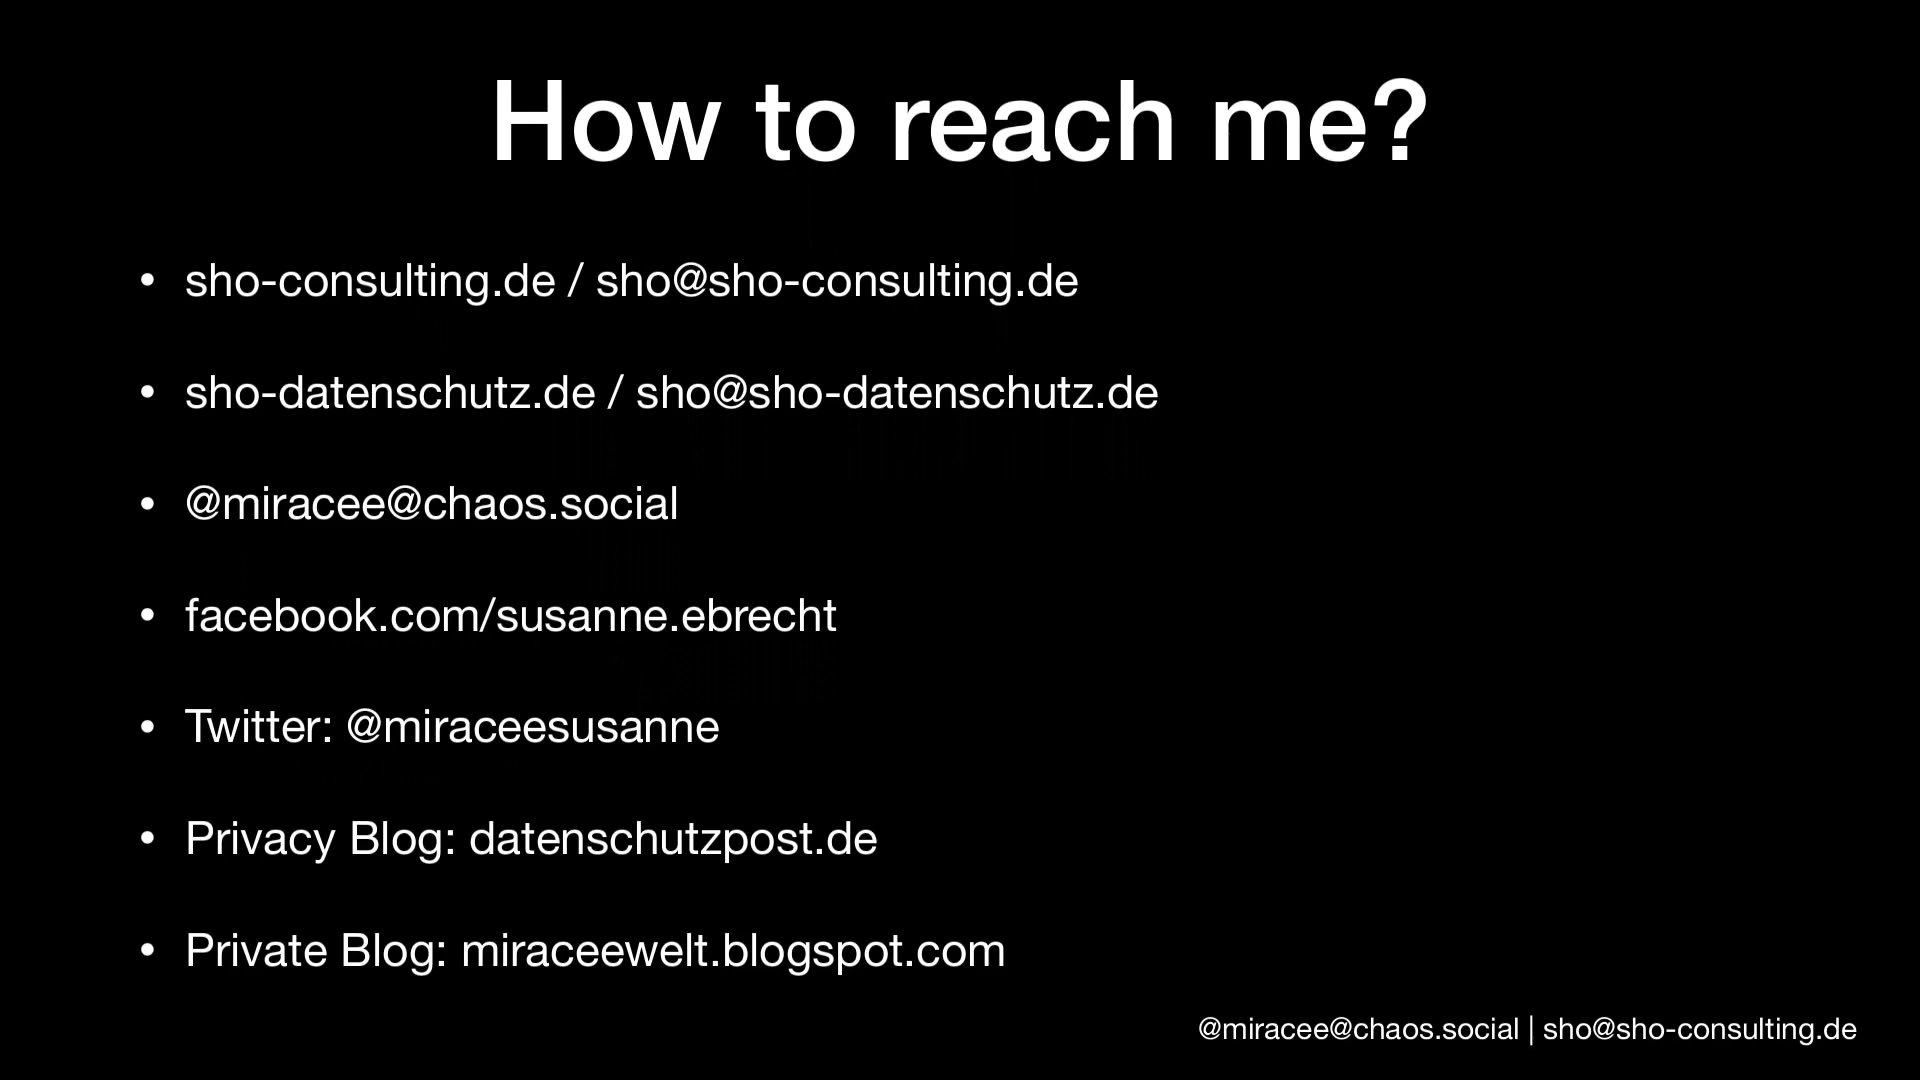 How to reach me?
• sho-consulting.de / sho@sho-consulting.de
• sho-datenschutz.de / sho@sho-datenschutz.de
• @miracee@chaos.social
• facebook.com/susanne.ebrecht
• Twitter: @miraceesusanne
• Privacy Blog: datenschutzpost.de
• Private Blog: miraceewelt.blogspot.com
@miracee@chaos.social | sho@sho-consulting.de